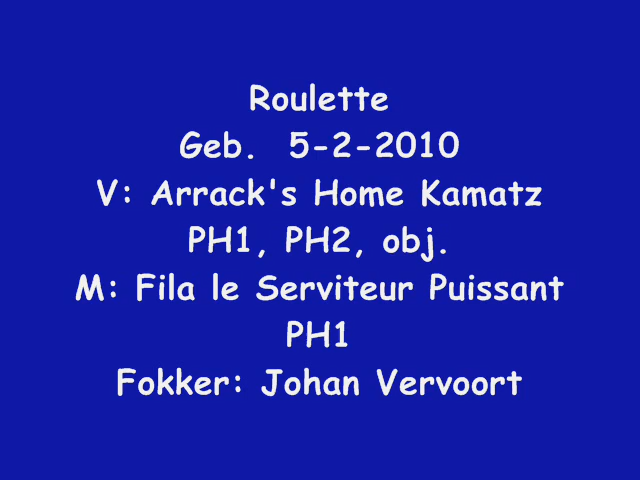 Roulette
Geb. 5-2-2010
V: Arrack's Home Kamatz
PH1, PH2, obj.
M: Fila le Serviteur Puissant
PH1
Fokker: Johan Vervoort